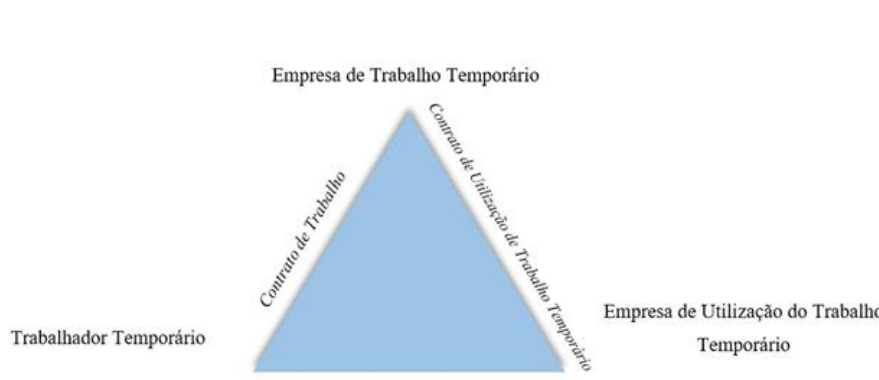 Empresa de Trabalho Temporário
Contrato de Trabalho
Contrato de Utilização de Trabalho Temporário
Trabalhador Temporário
Empresa de Utilização do Trabalho
Temporário